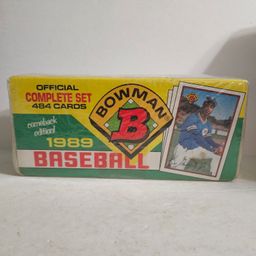 OFFICIAL
COMPLETE SET
484 CARDS
BOWMAN
B
comeback
edition!
1989
BASEBALL